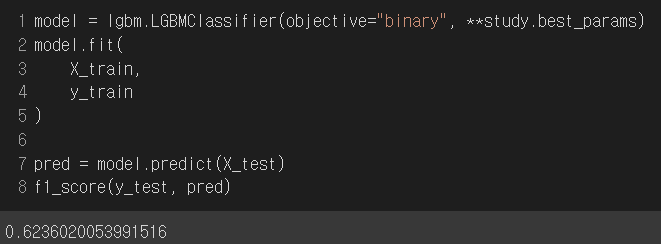 1 model = lgbm.LGBMClassifier(objective="binary", **study.best_params)
2 model.fit(
3     X_train,
4     y_train
5 )
6
7 pred = model.predict(X_test)
8 f1_score(y_test, pred)
0.6236020053991516